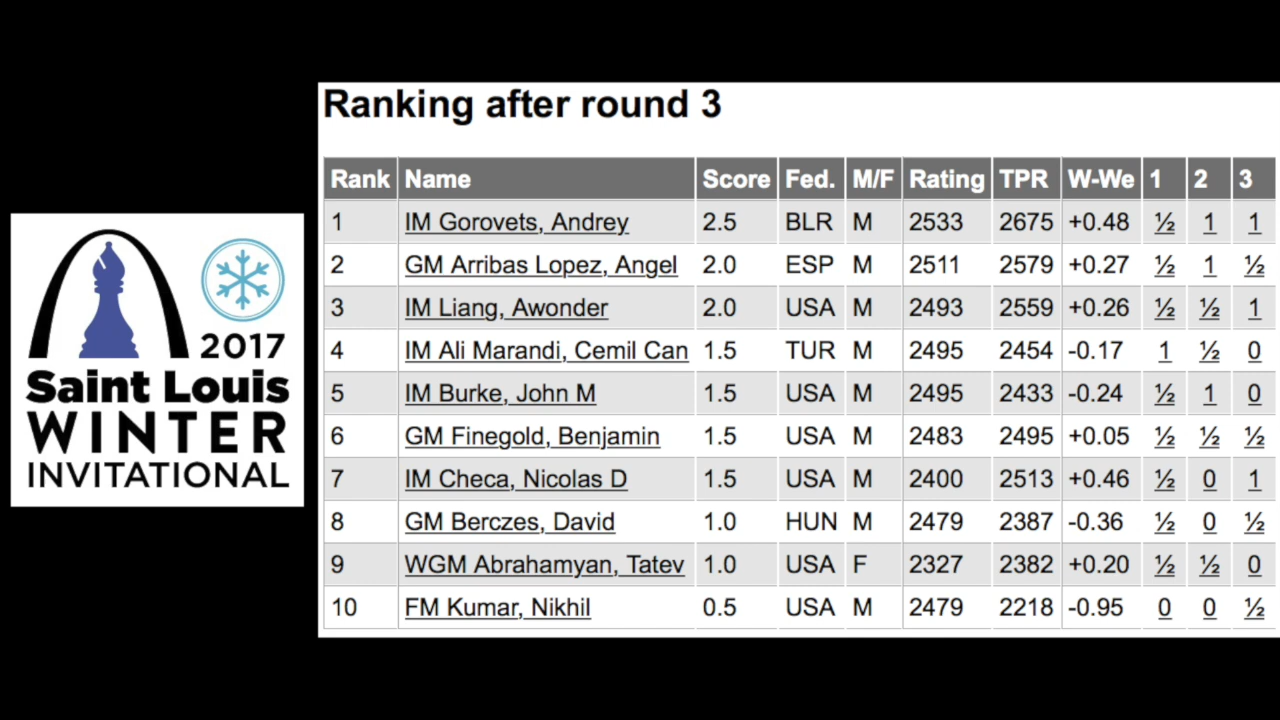 Ranking after round 3
Rank Name Score Fed. M/F Rating TPR W-We 1 2 3
1 IM Gorovets, Andrey 2.5 BLR M 2533 2675 +0.48 ½ 1 1
2 GM Arribas Lopez, Angel 2.0 ESP M 2511 2579 +0.27 ½ 1 ½
3 IM Liang, Awonder 2.0 USA M 2493 2559 +0.26 ½ ½ 1
4 IM Ali Marandi, Cemil Can 1.5 TUR M 2495 2454 -0.17 1 ½ 0
5 IM Burke, John M 1.5 USA M 2495 2433 -0.24 ½ 1 0
6 GM Finegold, Benjamin 1.5 USA M 2483 2495 +0.05 ½ ½ ½
7 IM Checa, Nicolas D 1.5 USA M 2400 2513 +0.46 ½ 0 1
8 GM Berczes, David 1.0 HUN M 2479 2387 -0.36 ½ 0 ½
9 WGM Abrahamyan, Tatev 1.0 USA F 2327 2382 +0.20 ½ ½ 0
10 FM Kumar, Nikhil 0.5 USA M 2479 2218 -0.95 0 0 ½
2017
Saint Louis
WINTER
INVITATIONAL